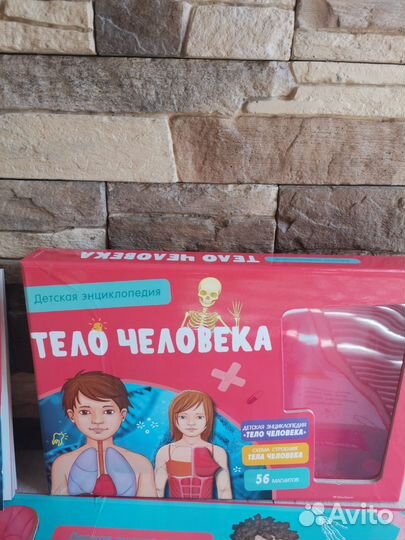 ТЕЛО ЧЕЛОВЕКА
Детская энциклопедия
ТЕЛО ЧЕЛОВЕКА
ДЕТСКАЯ ЭНЦИКЛОПЕДИЯ
«ТЕЛО ЧЕЛОВЕКА»
СХЕМА СТРОЕНИЯ
ТЕЛА ЧЕЛОВЕКА
56 МАГНИТОВ
Avito